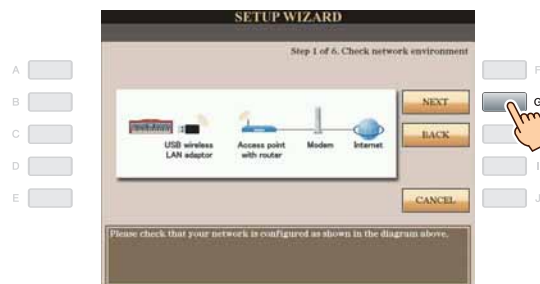 SETUP WIZARD
Step 1 of 6. Check network environment
A
F
B
NEXT
G
C
BACK
USB wireless
LAN adaptor
Access point
with router
Modem
Internet
D
I
E
CANCEL
J
Please check that your network is configured as shown in the diagram above.